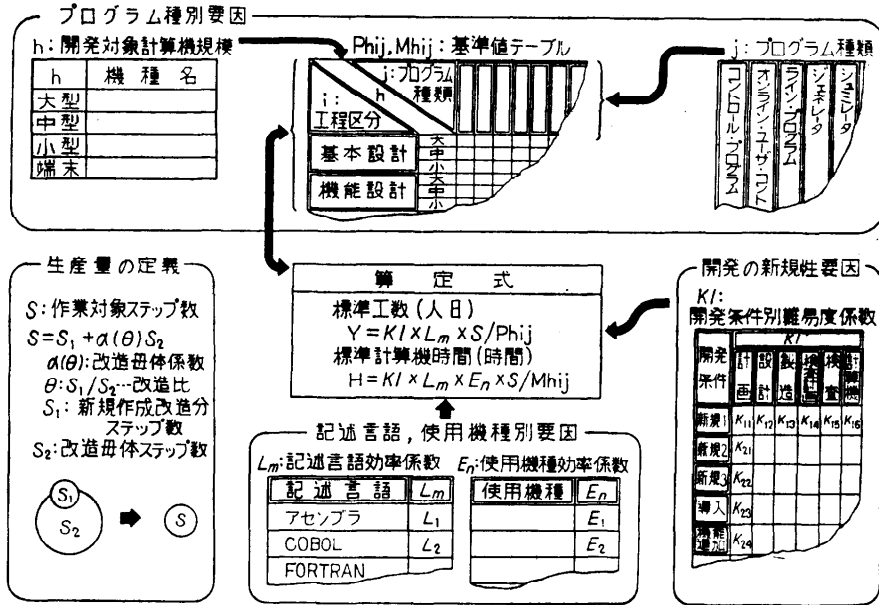 プログラム種別要因
h:開発対象計算機規模
h 機種名
大型
中型
小型
端末
Phij,Mhij:基準値テーブル
j:プログラム種類
h
i:工程区分
基本設計
大
中
小
機能設計
大
中
小
j:プログラム種類
コントロール・プログラム
オンライン・ユーザ・コント
ライン・プログラム
ジェネレータ
シュミレータ
生産量の定義
S:作業対象ステップ数
S=S₁+α(θ)S₂
α(θ):改造母体係数
θ:S₁/S₂…改造比
S₁:新規作成改造分
ステップ数
S₂:改造母体ステップ数
S₁
S₂
S
算定式
標準工数(人日)
Y=Kl×Lm×S/Phij
標準計算機時間(時間)
H=Kl×Lm×En×S/Mhij
記述言語,使用機種別要因
Lm:記述言語効率係数
記述言語 Lm
アセンブラ L₁
COBOL L₂
FORTRAN
En:使用機種効率係数
使用機種 En
E₁
E₂
開発の新規性要因
Kl:
開発条件別難易度係数
開発条件
Kl
計画 設計 製造 検査 計算機
新規1 K₁₁ K₁₂ K₁₃ K₁₄ K₁₅ K₁₆
新規2 K₂₁
新規3 K₂₂
導入 K₂₃
機能追加 K₂₄